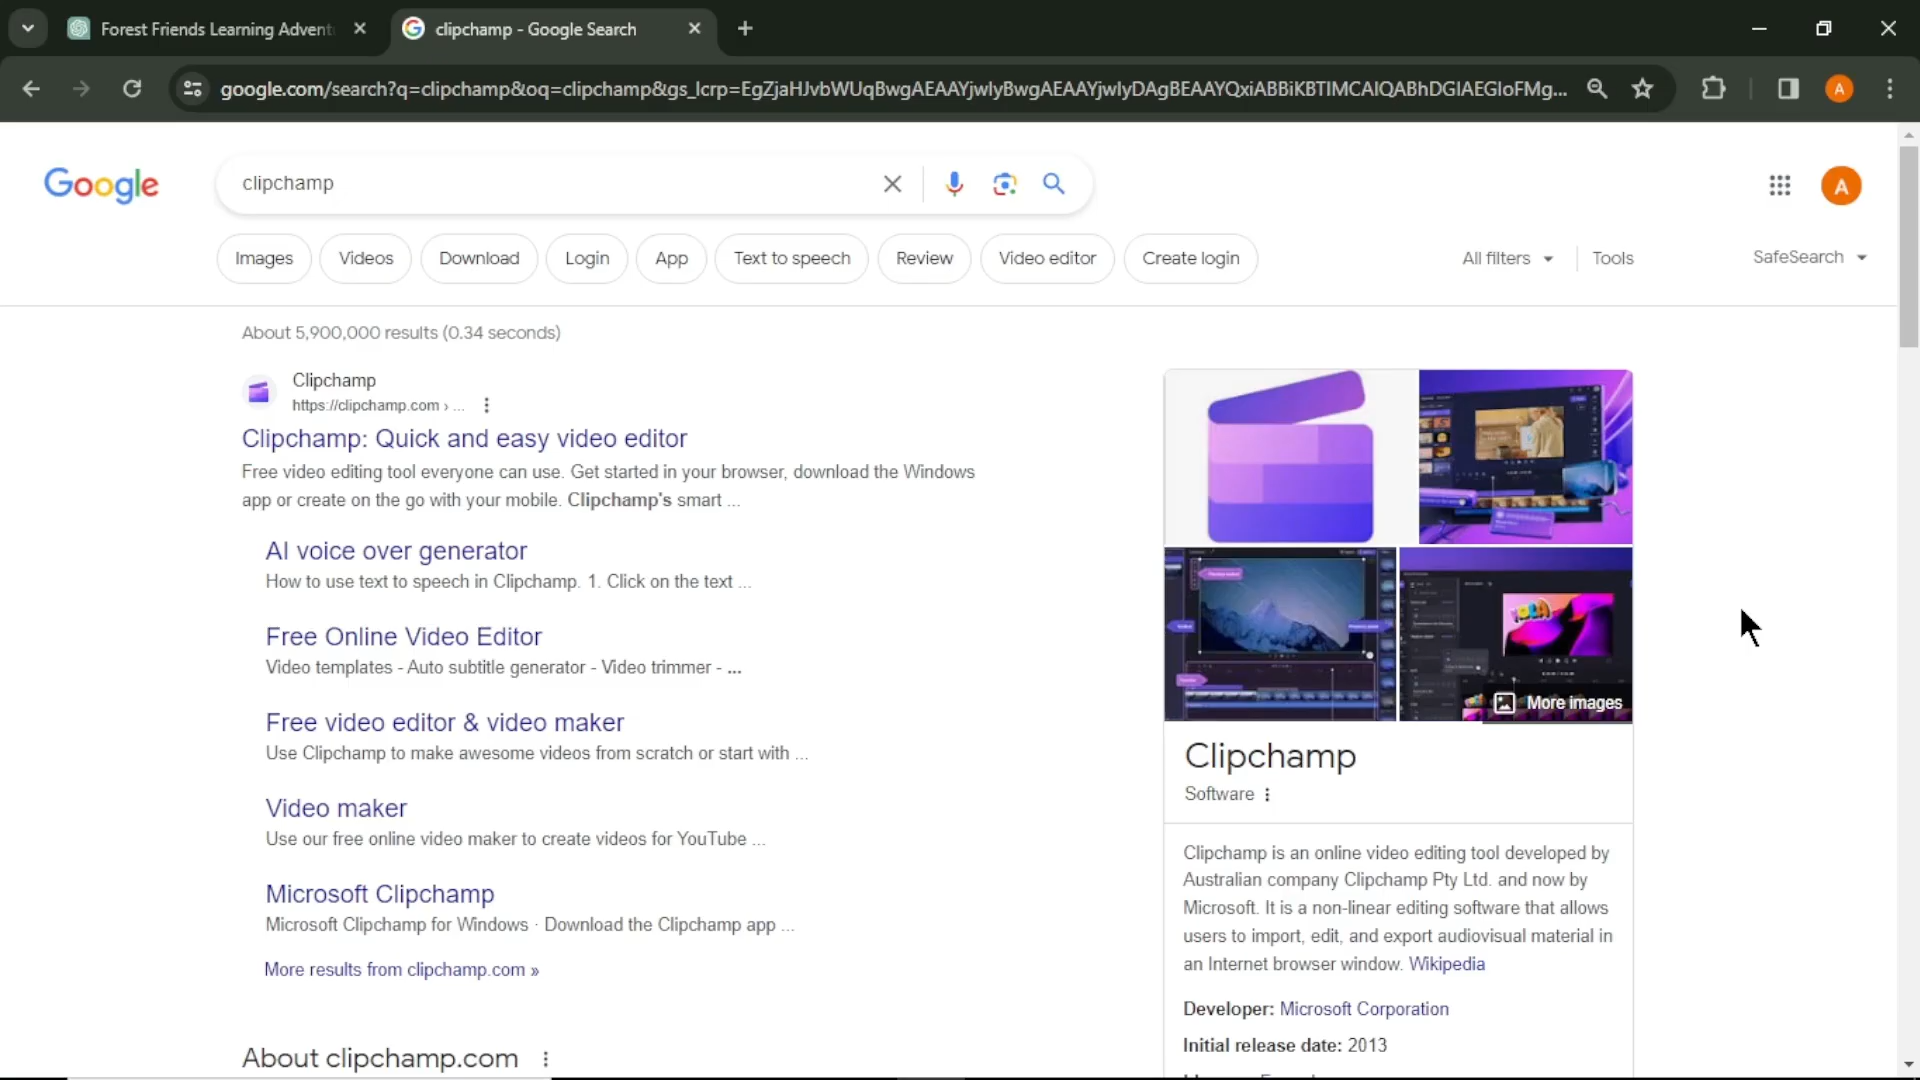 Forest Friends Learning Advent
clipchamp - Google Search
google.com/search?q=clipchamp&oq=clipchamp&gs_lcrp=EgZjaHJvbWUqBwgAEAAYjwIyBwgAEAAYjwIyDAgBEAAYQxiABBiKBTIMCAIQABhDGIAEGIoFMg...
A
Google
clipchamp
A
Images
Videos
Download
Login
App
Text to speech
Review
Video editor
Create login
All filters
Tools
SafeSearch
About 5,900,000 results (0.34 seconds)
Clipchamp
https://clipchamp.com › ...
Clipchamp: Quick and easy video editor
Free video editing tool everyone can use. Get started in your browser, download the Windows
app or create on the go with your mobile. Clipchamp's smart ...
AI voice over generator
How to use text to speech in Clipchamp. 1. Click on the text ...
Free Online Video Editor
Video templates - Auto subtitle generator - Video trimmer - ...
Free video editor & video maker
Use Clipchamp to make awesome videos from scratch or start with ...
Video maker
Use our free online video maker to create videos for YouTube ...
Microsoft Clipchamp
Microsoft Clipchamp for Windows · Download the Clipchamp app ...
More results from clipchamp.com »
About clipchamp.com
More images
Clipchamp
Software
Clipchamp is an online video editing tool developed by
Australian company Clipchamp Pty Ltd. and now by
Microsoft. It is a non-linear editing software that allows
users to import, edit, and export audiovisual material in
an Internet browser window. Wikipedia
Developer: Microsoft Corporation
Initial release date: 2013